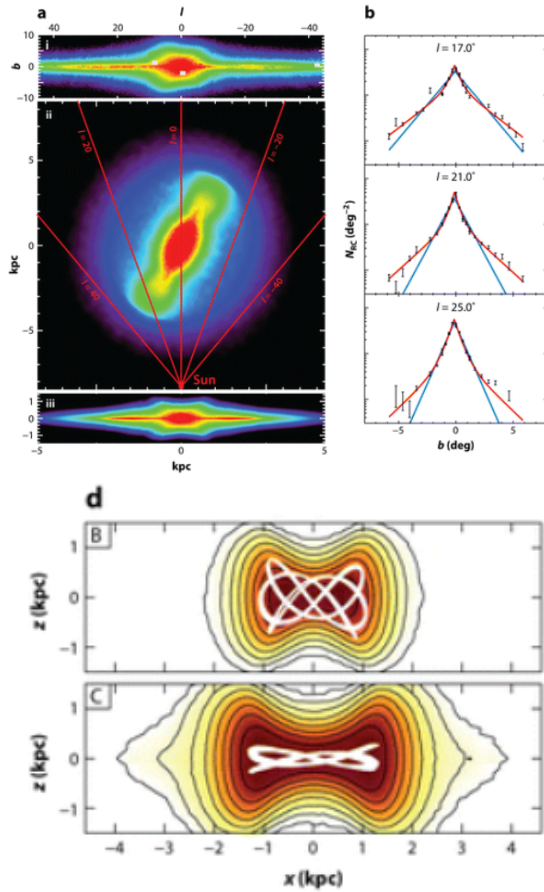 a
l
40 20 0 −20 −40
10
b 0
−10
i
ii
l = 20
l = 0
l = −20
5
kpc
0
l = 40
l = −40
−5
Sun
iii
1
0
−1
−5 0 5
kpc
b
l = 17.0°
l = 21.0°
N_RC (deg⁻²)
l = 25.0°
−5 0 5
b (deg)
d
B
1
z (kpc)
0
−1
C
1
z (kpc)
0
−1
−4 −3 −2 −1 0 1 2 3 4
x (kpc)